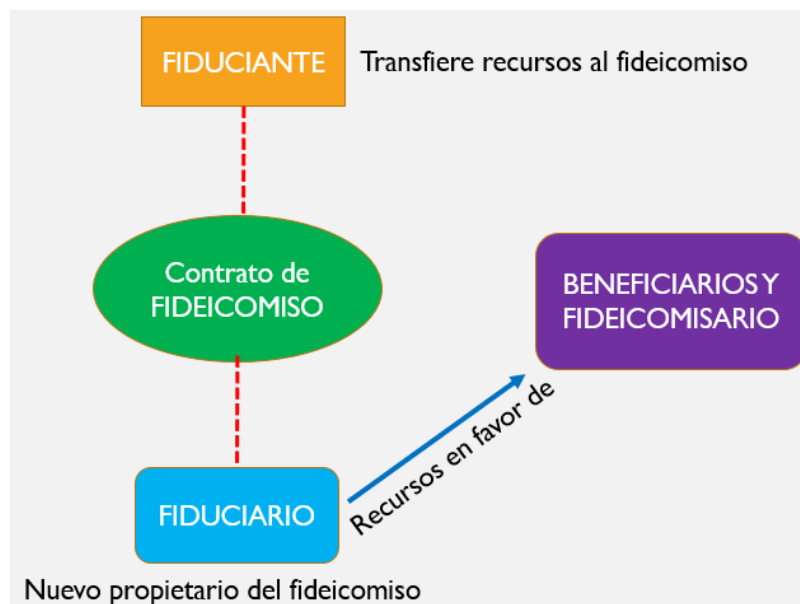 FIDUCIANTE
Transfiere recursos al fideicomiso
Contrato de
FIDEICOMISO
BENEFICIARIOS Y
FIDEICOMISARIO
Recursos en favor de
FIDUCIARIO
Nuevo propietario del fideicomiso